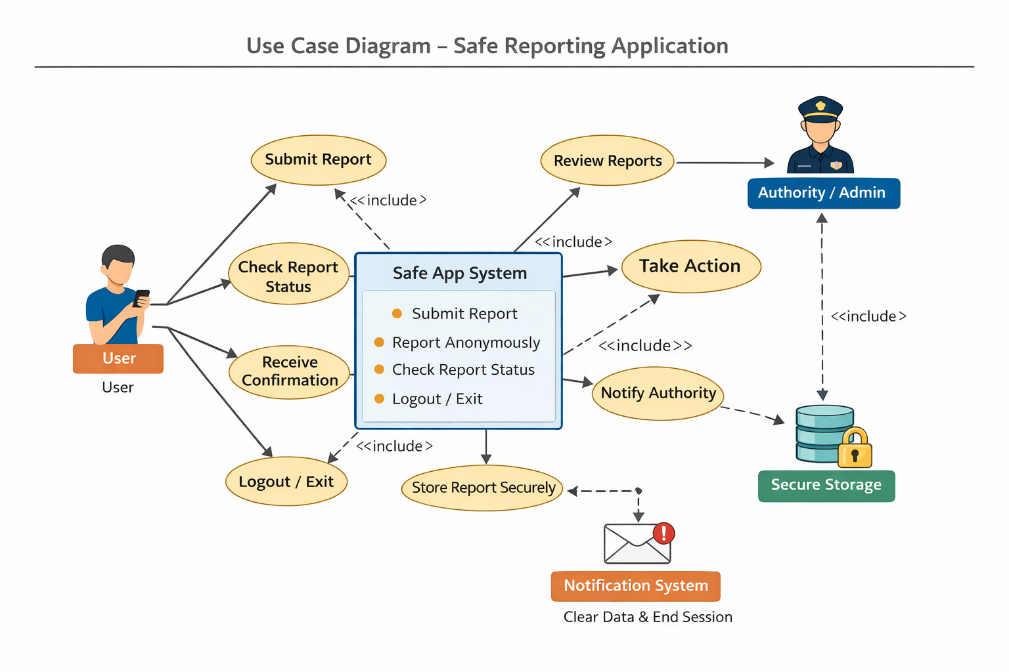 Use Case Diagram – Safe Reporting Application
Submit Report
Review Reports
Authority / Admin
<<include>
<<include>
Check Report
Status
Safe App System
Take Action
Submit Report
Report Anonymously
Check Report Status
Logout / Exit
<include>
<<include>>
User
User
Receive
Confirmation
Notify Authority
<<include>
Logout / Exit
Store Report Securely
Secure Storage
Notification System
Clear Data & End Session